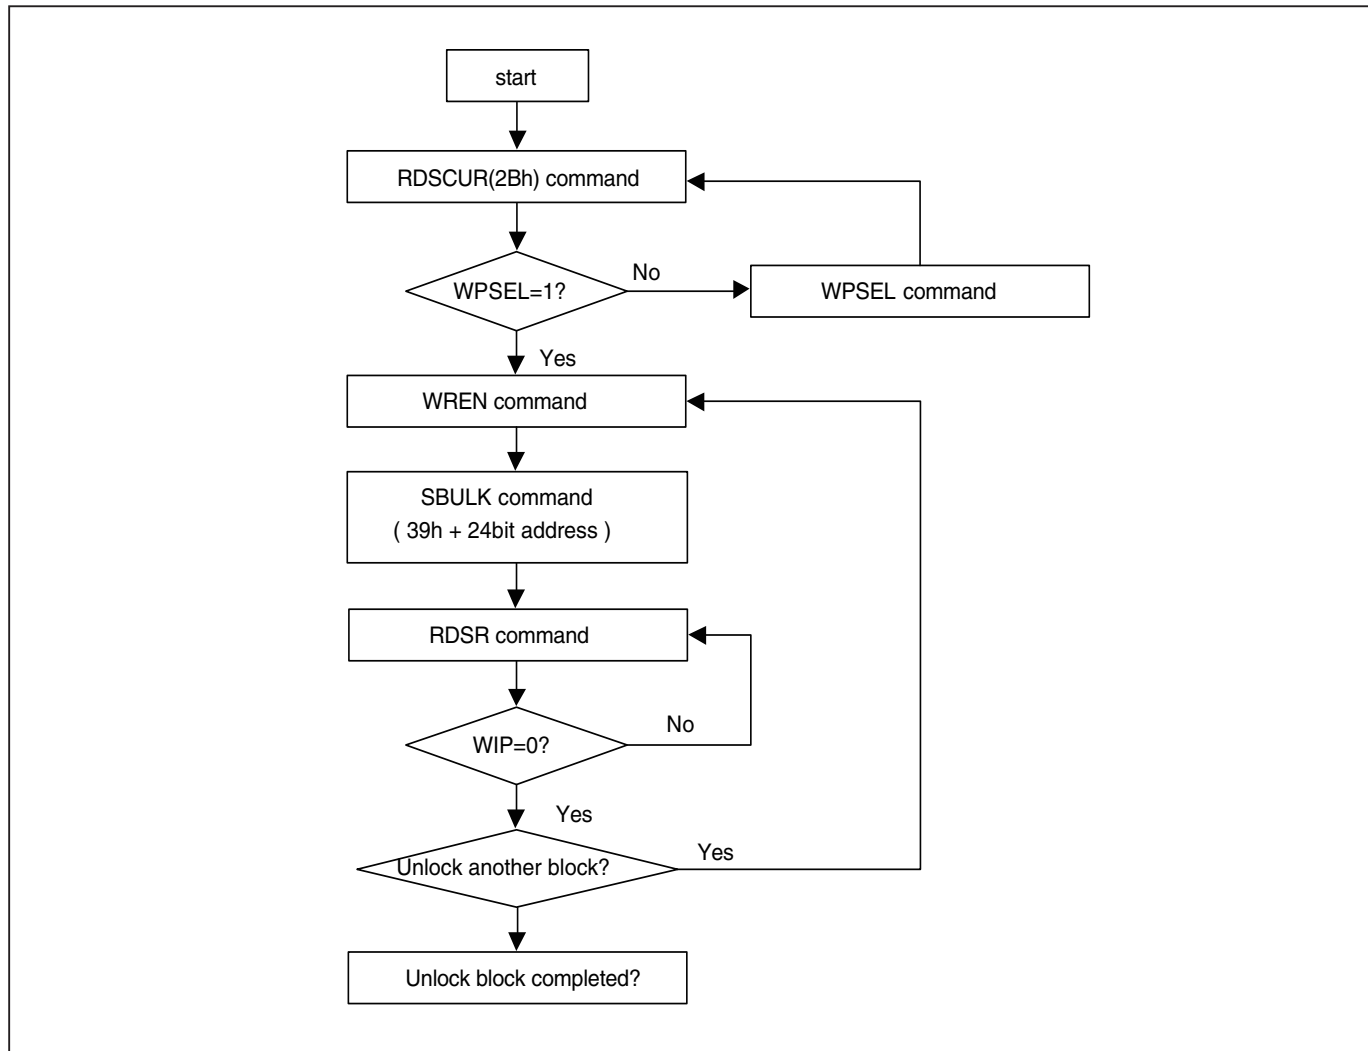 start
RDSCUR(2Bh) command
WPSEL=1?
No
WPSEL command
Yes
WREN command
SBULK command
( 39h + 24bit address )
RDSR command
WIP=0?
No
Yes
Unlock another block?
Yes
Unlock block completed?